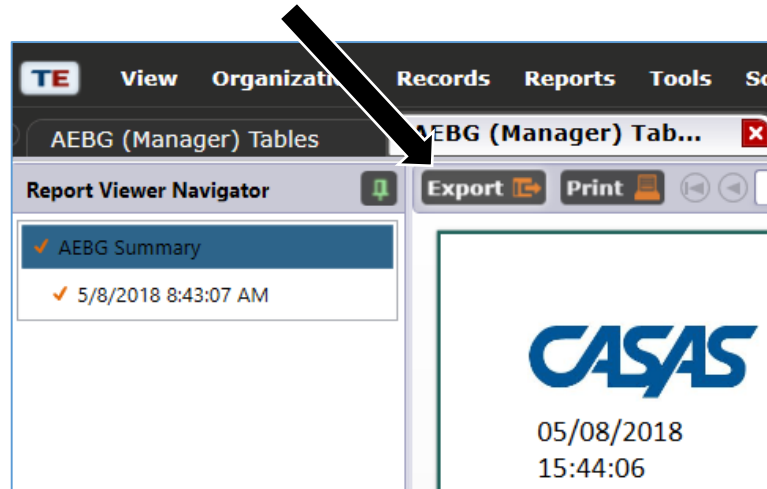 TE View Organizati Records Reports Tools
AEBG (Manager) Tables AEBG (Manager) Tab...
Report Viewer Navigator Export Print
AEBG Summary
5/8/2018 8:43:07 AM
CASAS
05/08/2018
15:44:06